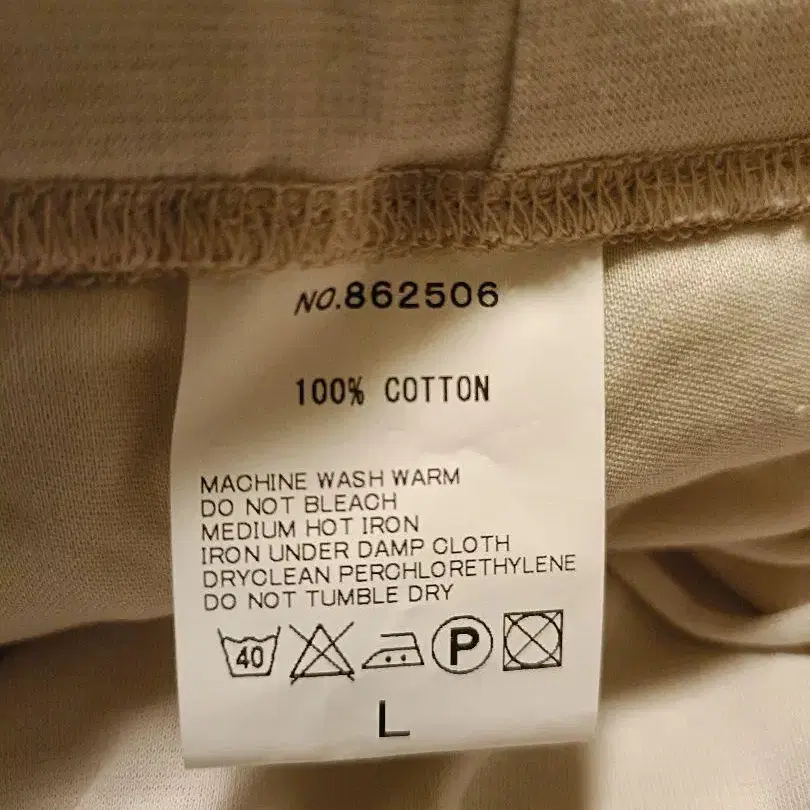 NO.862506
100% COTTON
MACHINE WASH WARM
DO NOT BLEACH
MEDIUM HOT IRON
IRON UNDER DAMP CLOTH
DRYCLEAN PERCHLORETHYLENE
DO NOT TUMBLE DRY
40 P
L